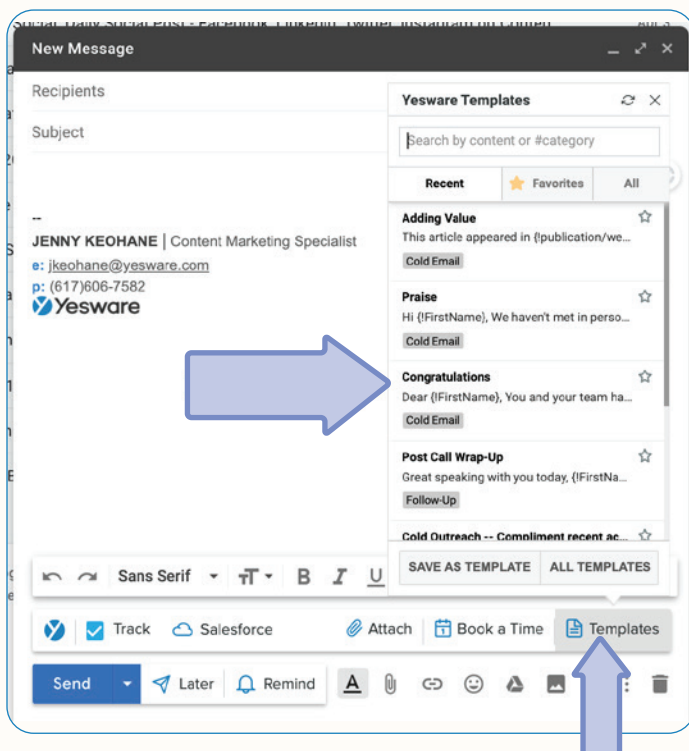 New Message
Recipients
Subject
--
JENNY KEOHANE | Content Marketing Specialist
e: jkeohane@yesware.com
p: (617)606-7582
Yesware
Yesware Templates
Search by content or #category
Recent
Favorites
All
Adding Value
This article appeared in {!publication/we...
Cold Email
Praise
Hi {!FirstName}, We haven't met in perso...
Cold Email
Congratulations
Dear {!FirstName}, You and your team ha...
Cold Email
Post Call Wrap-Up
Great speaking with you today, {!FirstNa...
Follow-Up
Cold Outreach -- Compliment recent ac...
SAVE AS TEMPLATE
ALL TEMPLATES
Sans Serif
B I U
Track
Salesforce
Attach
Book a Time
Templates
Send
Later
Remind
A